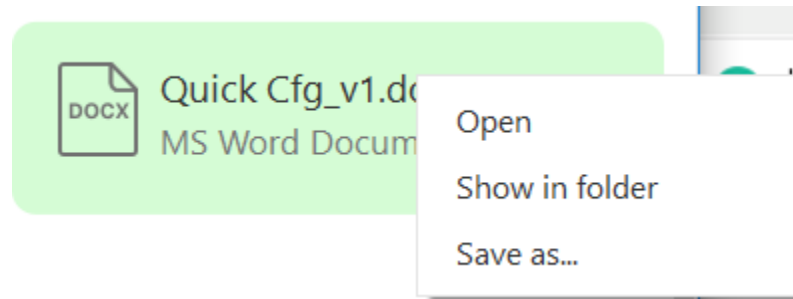 DOCX
Quick Cfg_v1.do
MS Word Docum
Open
Show in folder
Save as...